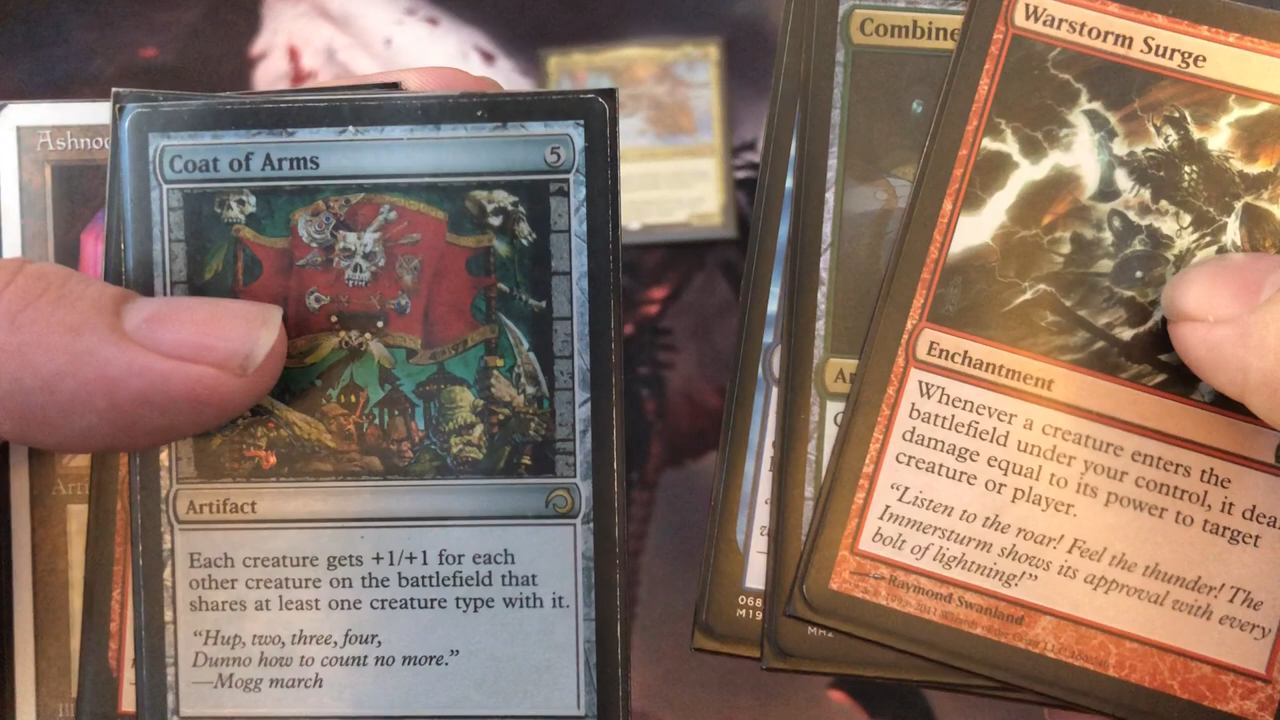 Ashnod
Coat of Arms
5
Artifact
Each creature gets +1/+1 for each
other creature on the battlefield that
shares at least one creature type with it.
“Hup, two, three, four,
Dunno how to count no more.”
—Mogg march
Arti
Combine
068
M19
MH2
Warstorm Surge
Enchantment
Whenever a creature enters the
battlefield under your control, it dea
damage equal to its power to target
creature or player.
“Listen to the roar! Feel the thunder! The
Immersturm shows its approval with every
bolt of lightning!”
Raymond Swanland